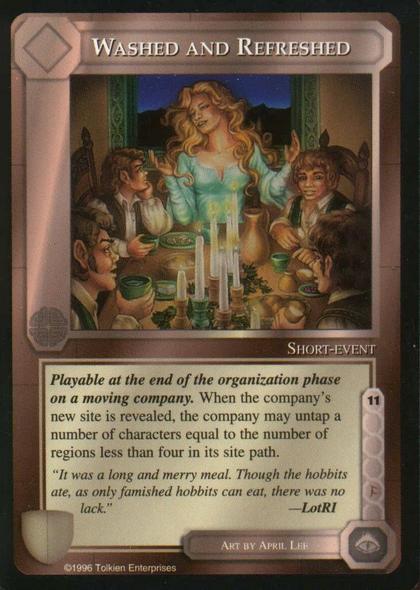 Washed and Refreshed
Short-event
Playable at the end of the organization phase
on a moving company. When the company's
new site is revealed, the company may untap a
number of characters equal to the number of
regions less than four in its site path.
11
"It was a long and merry meal. Though the hobbits
ate, as only famished hobbits can eat, there was no
lack."
—LotRI
Art by April Lee
©1996 Tolkien Enterprises